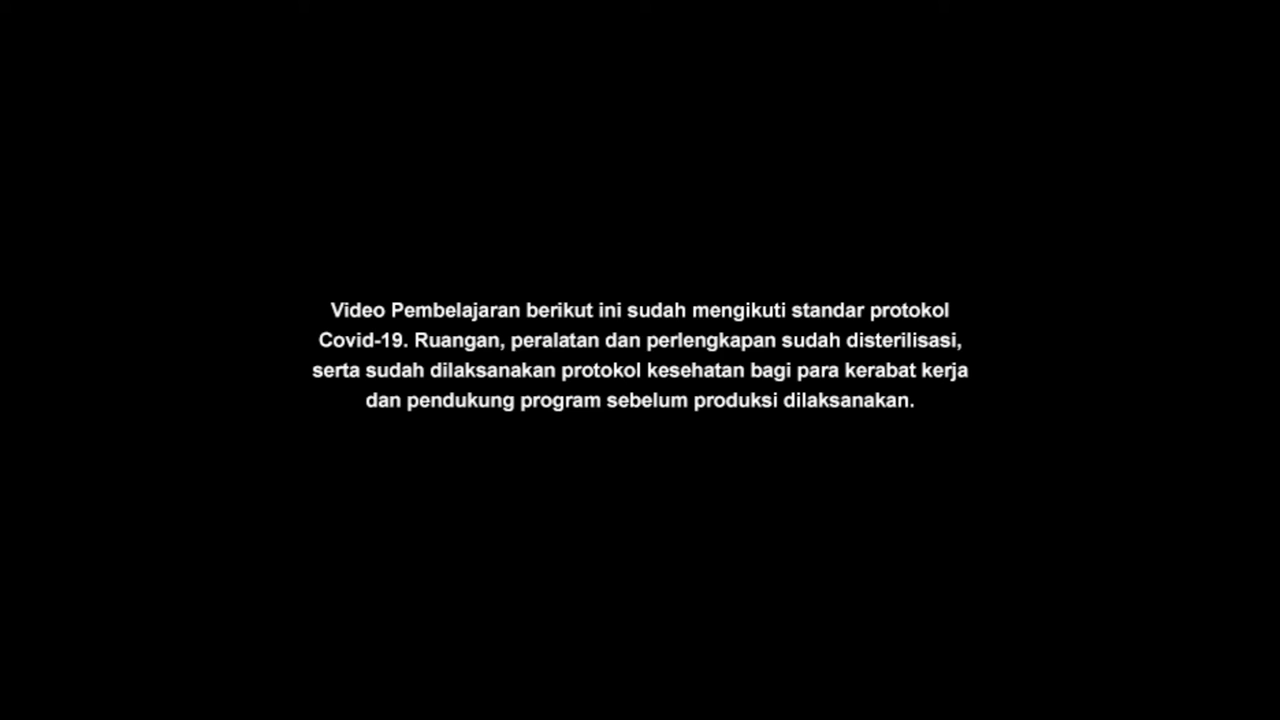 Video Pembelajaran berikut ini sudah mengikuti standar protokol
Covid-19. Ruangan, peralatan dan perlengkapan sudah disterilisasi,
serta sudah dilaksanakan protokol kesehatan bagi para kerabat kerja
dan pendukung program sebelum produksi dilaksanakan.